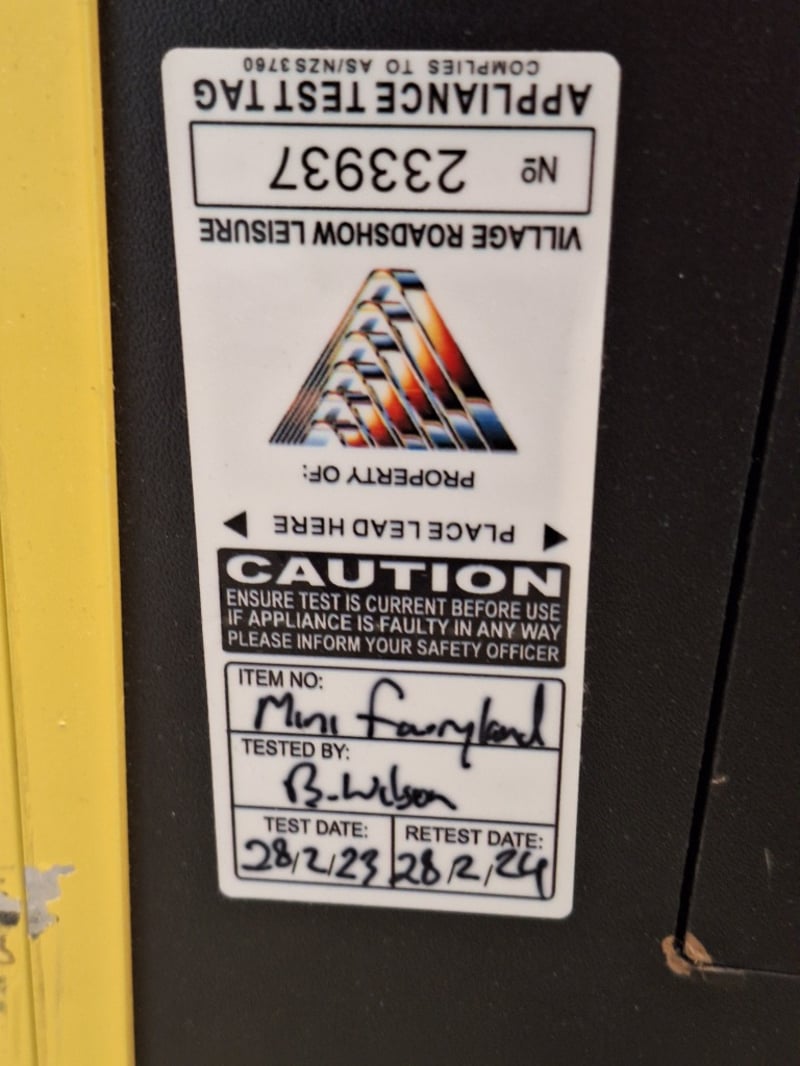 COMPLIES TO AS/NZS3760
APPLIANCE TEST TAG
Nº 233937
VILLAGE ROADSHOW LEISURE
PROPERTY OF:
PLACE LEAD HERE
CAUTION
ENSURE TEST IS CURRENT BEFORE USE
IF APPLIANCE IS FAULTY IN ANY WAY
PLEASE INFORM YOUR SAFETY OFFICER
ITEM NO:
Mini fairyland
TESTED BY:
B. Wilson
TEST DATE: RETEST DATE:
28/2/23 28/2/24